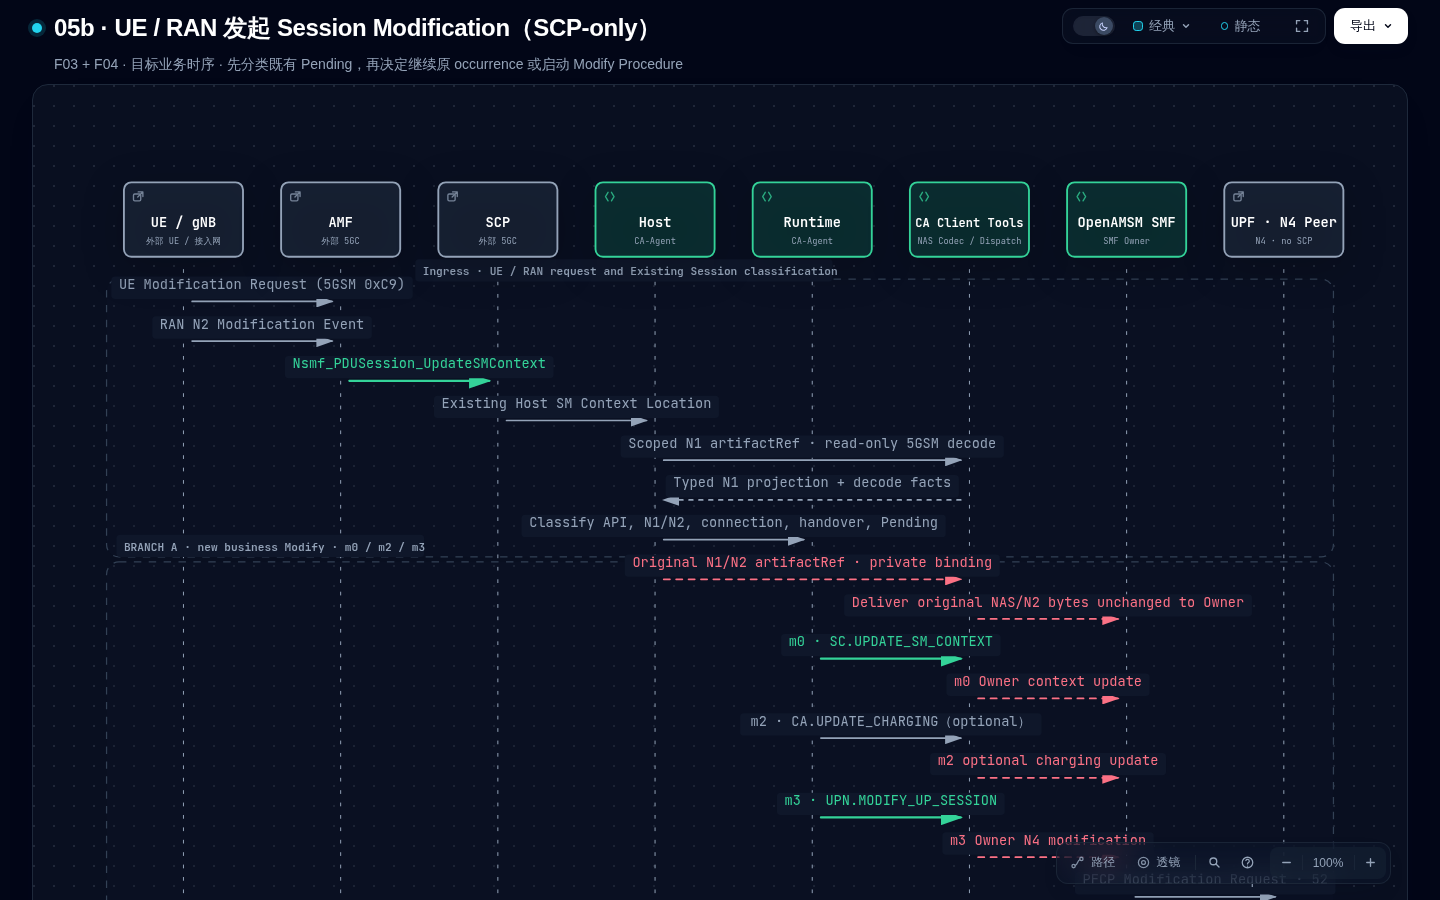 05b · UE / RAN 发起 Session Modification（SCP-only）
经典
静态
导出
F03 + F04 · 目标业务时序 · 先分类既有 Pending，再决定继续原 occurrence 或启动 Modify Procedure
UE / gNB
外部 UE / 接入网
AMF
外部 5GC
SCP
外部 5GC
Host
CA-Agent
Runtime
CA-Agent
CA Client Tools
NAS Codec / Dispatch
OpenAMSM SMF
SMF Owner
UPF · N4 Peer
N4 · no SCP
Ingress · UE / RAN request and Existing Session classification
UE Modification Request (5GSM 0xC9)
RAN N2 Modification Event
Nsmf_PDUSession_UpdateSMContext
Existing Host SM Context Location
Scoped N1 artifactRef · read-only 5GSM decode
Typed N1 projection + decode facts
Classify API, N1/N2, connection, handover, Pending
BRANCH A · new business Modify · m0 / m2 / m3
Original N1/N2 artifactRef · private binding
Deliver original NAS/N2 bytes unchanged to Owner
m0 · SC.UPDATE_SM_CONTEXT
m0 Owner context update
m2 · CA.UPDATE_CHARGING（optional）
m2 optional charging update
m3 · UPN.MODIFY_UP_SESSION
m3 Owner N4 modification
路径
透镜
100%
PFCP Modification Request · 52